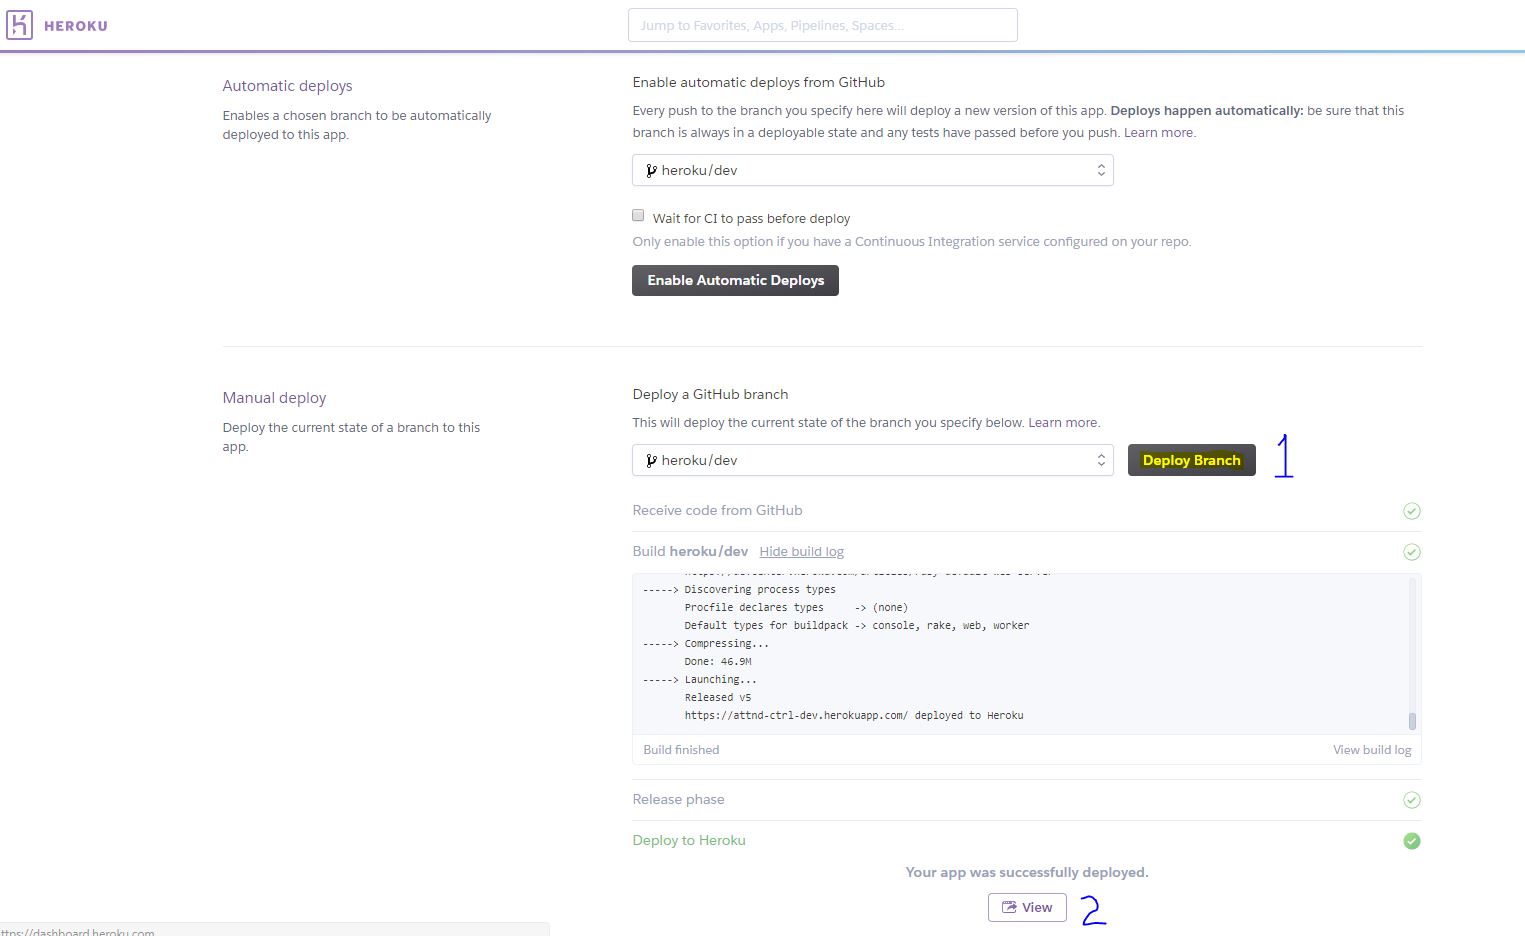 HEROKU
Jump to Favorites, Apps, Pipelines, Spaces...
Automatic deploys
Enables a chosen branch to be automatically
deployed to this app.
Enable automatic deploys from GitHub
Every push to the branch you specify here will deploy a new version of this app. Deploys happen automatically: be sure that this
branch is always in a deployable state and any tests have passed before you push. Learn more.
heroku/dev
Wait for CI to pass before deploy
Only enable this option if you have a Continuous Integration service configured on your repo.
Enable Automatic Deploys
Manual deploy
Deploy the current state of a branch to this
app.
Deploy a GitHub branch
This will deploy the current state of the branch you specify below. Learn more.
heroku/dev
Deploy Branch
1
Receive code from GitHub
Build heroku/dev Hide build log
-----> Discovering process types
Procfile declares types     -> (none)
Default types for buildpack -> console, rake, web, worker
-----> Compressing...
Done: 46.9M
-----> Launching...
Released v5
https://attnd-ctrl-dev.herokuapp.com/ deployed to Heroku
Build finished
View build log
Release phase
Deploy to Heroku
Your app was successfully deployed.
View
2
ttps://dashboard.heroku.com